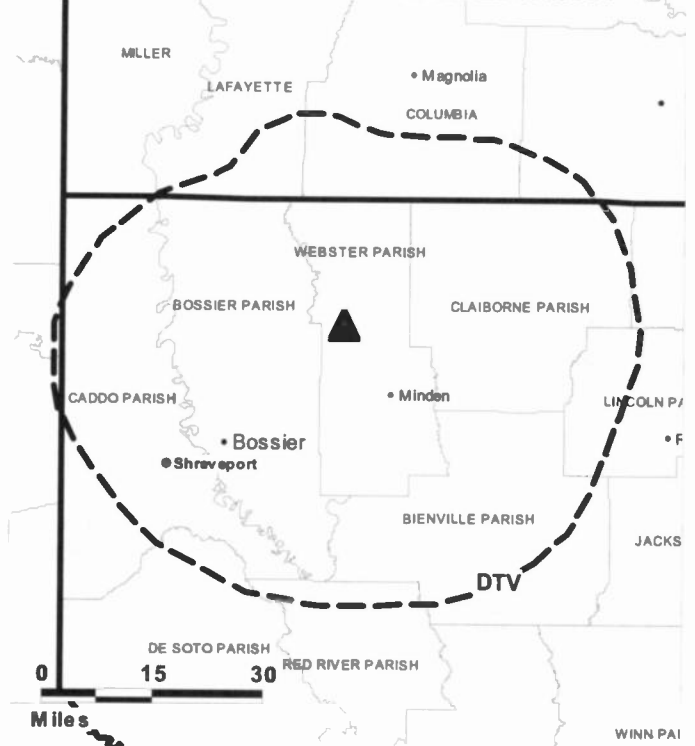 MILLER
Magnolia
LAFAYETTE
COLUMBIA
WEBSTER PARISH
BOSSIER PARISH
CLAIBORNE PARISH
CADDO PARISH
Minden
LINCOLN PA
Bossier
R
Shreveport
BIENVILLE PARISH
JACKS
DTV
DE SOTO PARISH
RED RIVER PARISH
0 15 30
Miles
WINN PAI